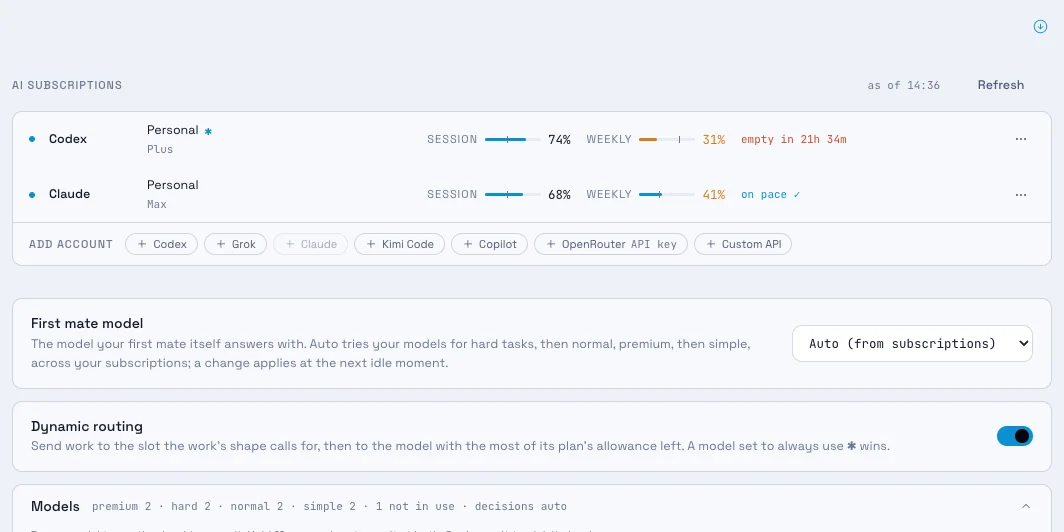 AI SUBSCRIPTIONS as of 14:36 Refresh
Codex Personal ✱ SESSION 74% WEEKLY 31% empty in 21h 34m ···
Plus
Claude Personal SESSION 68% WEEKLY 41% on pace ✓ ···
Max
ADD ACCOUNT + Codex + Grok + Claude + Kimi Code + Copilot + OpenRouter API key + Custom API
First mate model
The model your first mate itself answers with. Auto tries your models for hard tasks, then normal, premium, then simple,
across your subscriptions; a change applies at the next idle moment.
Auto (from subscriptions)
Dynamic routing
Send work to the slot the work's shape calls for, then to the model with the most of its plan's allowance left. A model set to always use ✱ wins.
Models premium 2 · hard 2 · normal 2 · simple 2 · 1 not in use · decisions auto